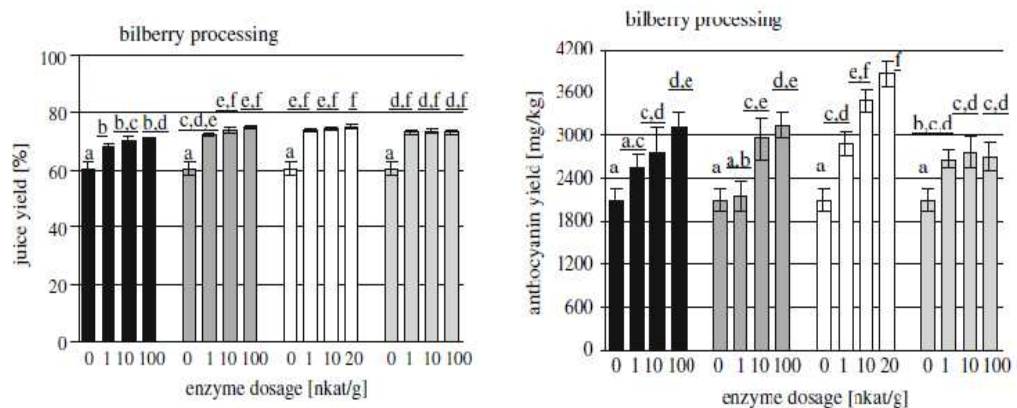 bilberry processing
100
80
60
40
20
0
juice yield [%]
a b b,c b,d
c,d,e e,f e,f
a
e,f e,f f
a
d,f d,f d,f
a
0 1 10 100 0 1 10 100 0 1 10 20 0 1 10 100
enzyme dosage [nkat/g]
bilberry processing
4200
3600
3000
2400
1800
1200
600
0
anthocyanin yield [mg/kg]
a a,c c,d d,e
a a,b c,e d,e
a c,d e,f f
a b,c,d c,d c,d
0 1 10 100 0 1 10 100 0 1 10 20 0 1 10 100
enzyme dosage [nkat/g]